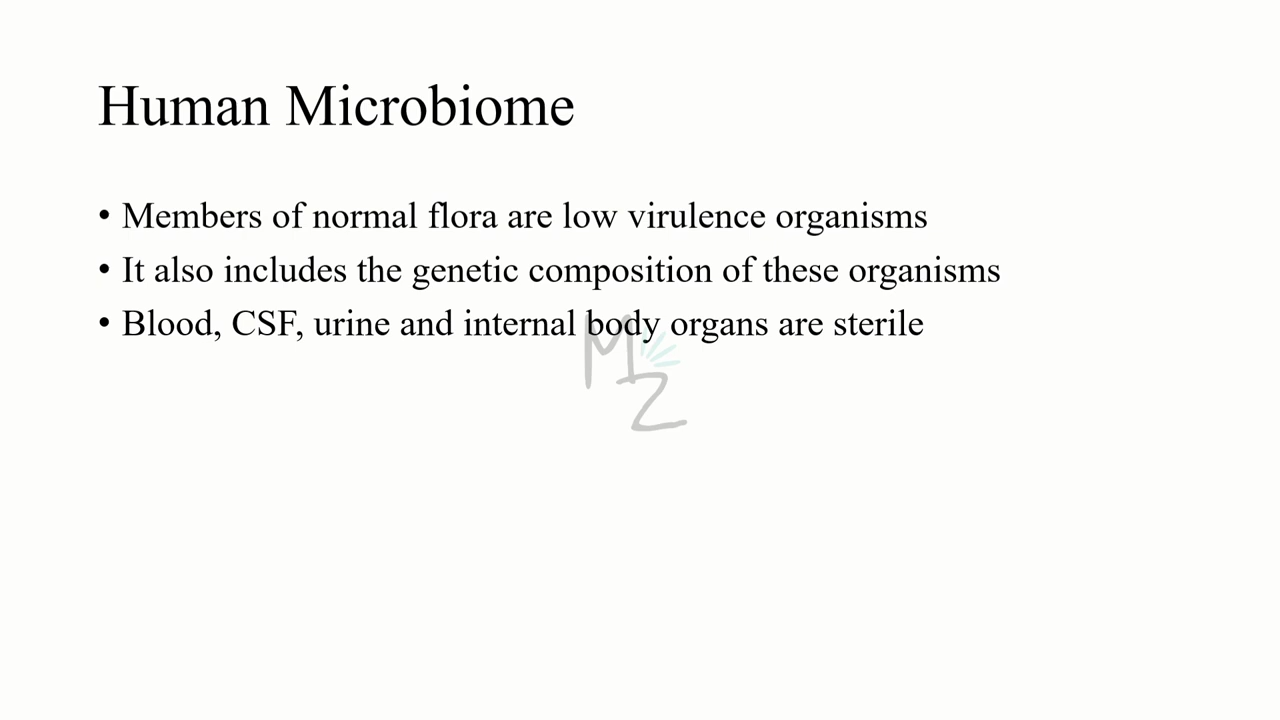 Human Microbiome
• Members of normal flora are low virulence organisms
• It also includes the genetic composition of these organisms
• Blood, CSF, urine and internal body organs are sterile
MZ